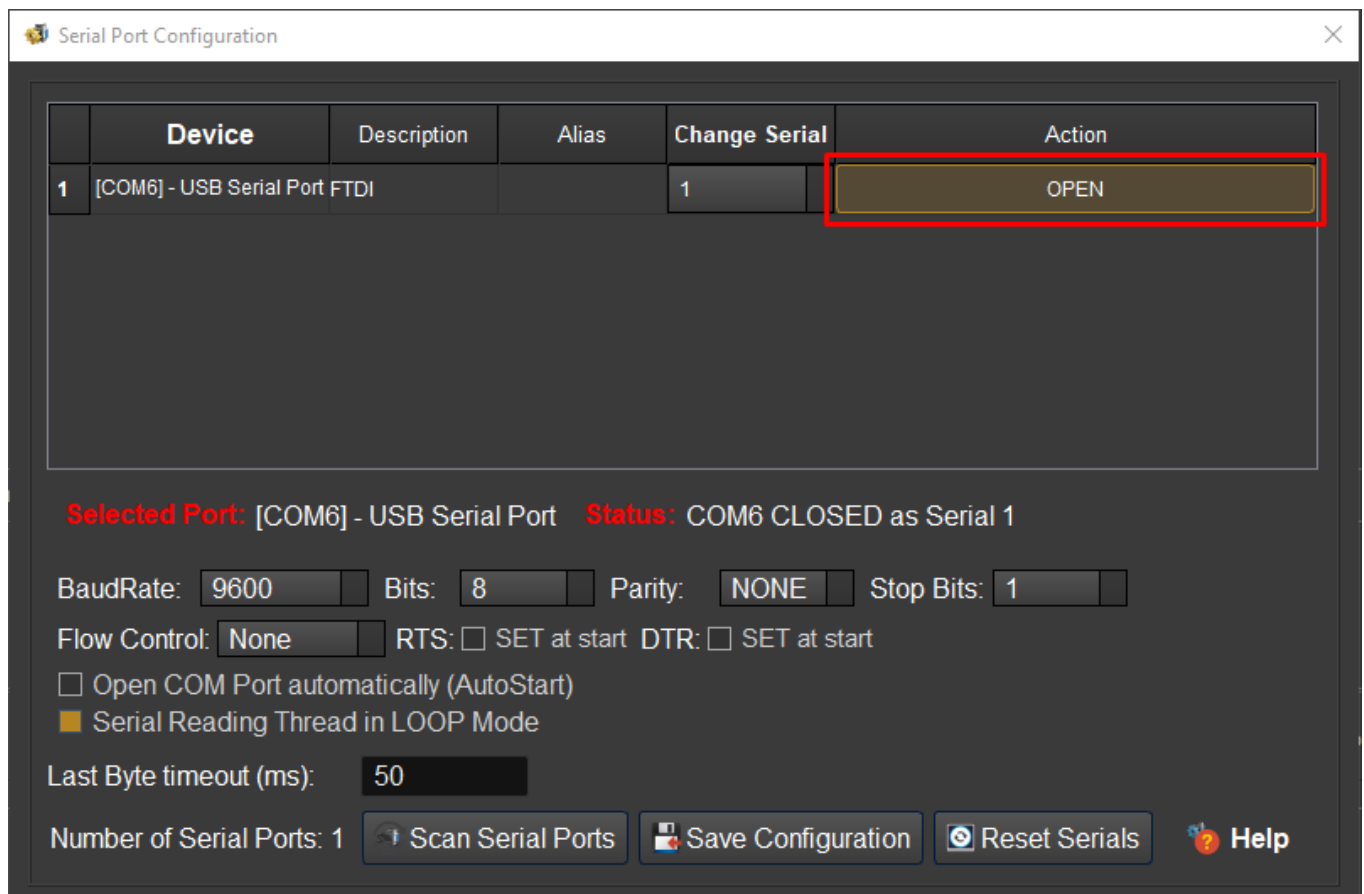 Serial Port Configuration
Device Description Alias Change Serial Action
1 [COM6] - USB Serial Port FTDI 1 OPEN
Selected Port: [COM6] - USB Serial Port Status: COM6 CLOSED as Serial 1
BaudRate: 9600 Bits: 8 Parity: NONE Stop Bits: 1
Flow Control: None RTS: SET at start DTR: SET at start
Open COM Port automatically (AutoStart)
Serial Reading Thread in LOOP Mode
Last Byte timeout (ms): 50
Number of Serial Ports: 1 Scan Serial Ports Save Configuration Reset Serials Help